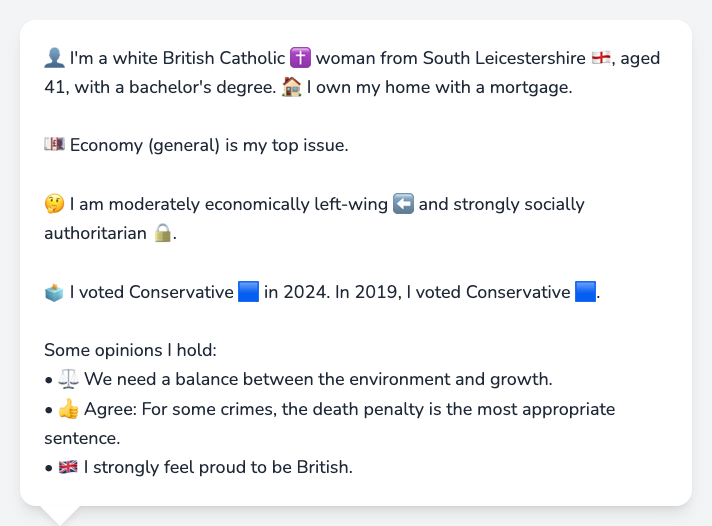 👤 I'm a white British Catholic ✝️ woman from South Leicestershire 🏴󠁧󠁢󠁥󠁮󠁧󠁿, aged
41, with a bachelor's degree. 🏠 I own my home with a mortgage.
💷 Economy (general) is my top issue.
🤔 I am moderately economically left-wing ⬅️ and strongly socially
authoritarian 🔒.
🗳️ I voted Conservative 🟦 in 2024. In 2019, I voted Conservative 🟦.
Some opinions I hold:
• ⚖️ We need a balance between the environment and growth.
• 👍 Agree: For some crimes, the death penalty is the most appropriate
sentence.
• 🇬🇧 I strongly feel proud to be British.